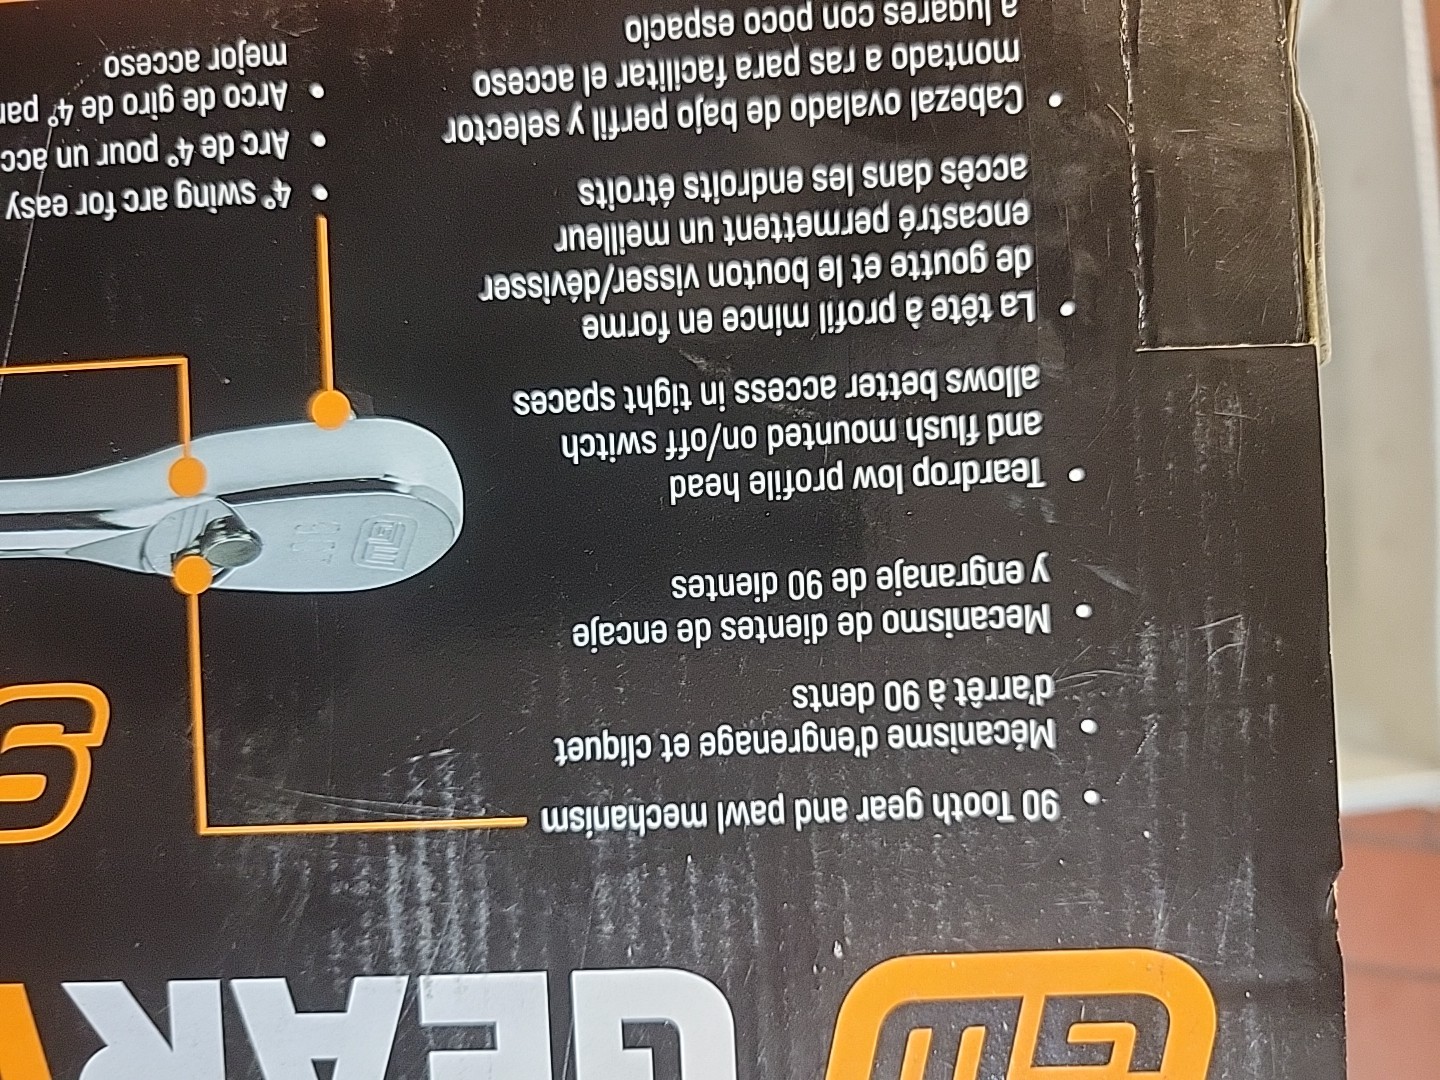 GEAR
90 Tooth gear and pawl mechanism
Mécanisme d'engrenage et cliquet
d'arrêt à 90 dents
Mecanismo de dientes de encaje
y engranaje de 90 dientes
Teardrop low profile head
and flush mounted on/off switch
allows better access in tight spaces
La tête à profil mince en forme
de goutte et le bouton visser/dévisser
encastré permettent un meilleur
accès dans les endroits étroits
Cabezal ovalado de bajo perfil y selector
montado a ras para facilitar el acceso
a lugares con poco espacio
4° swing arc for easy
Arc de 4° pour un
Arco de giro de 4°
mejor acceso